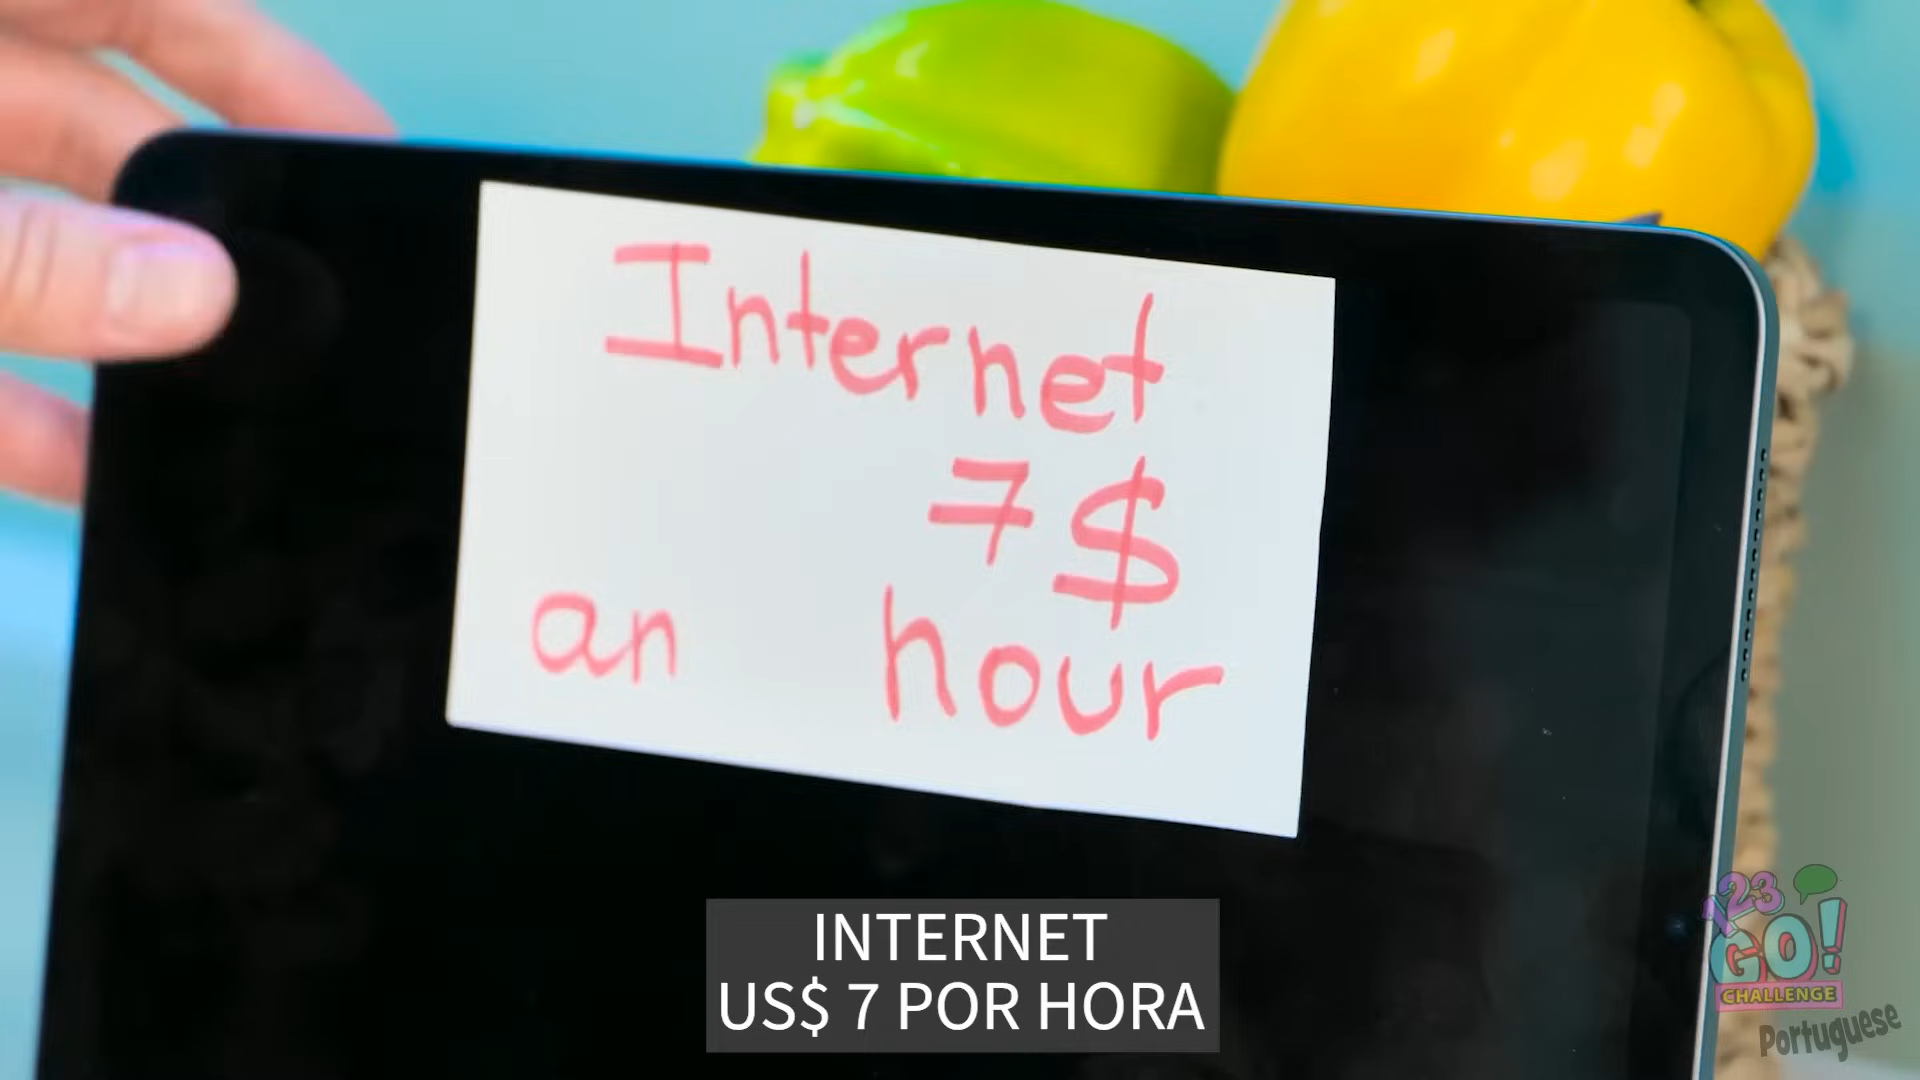 Internet
7$
an hour
INTERNET
US$ 7 POR HORA
123
GO!
CHALLENGE
Portuguese